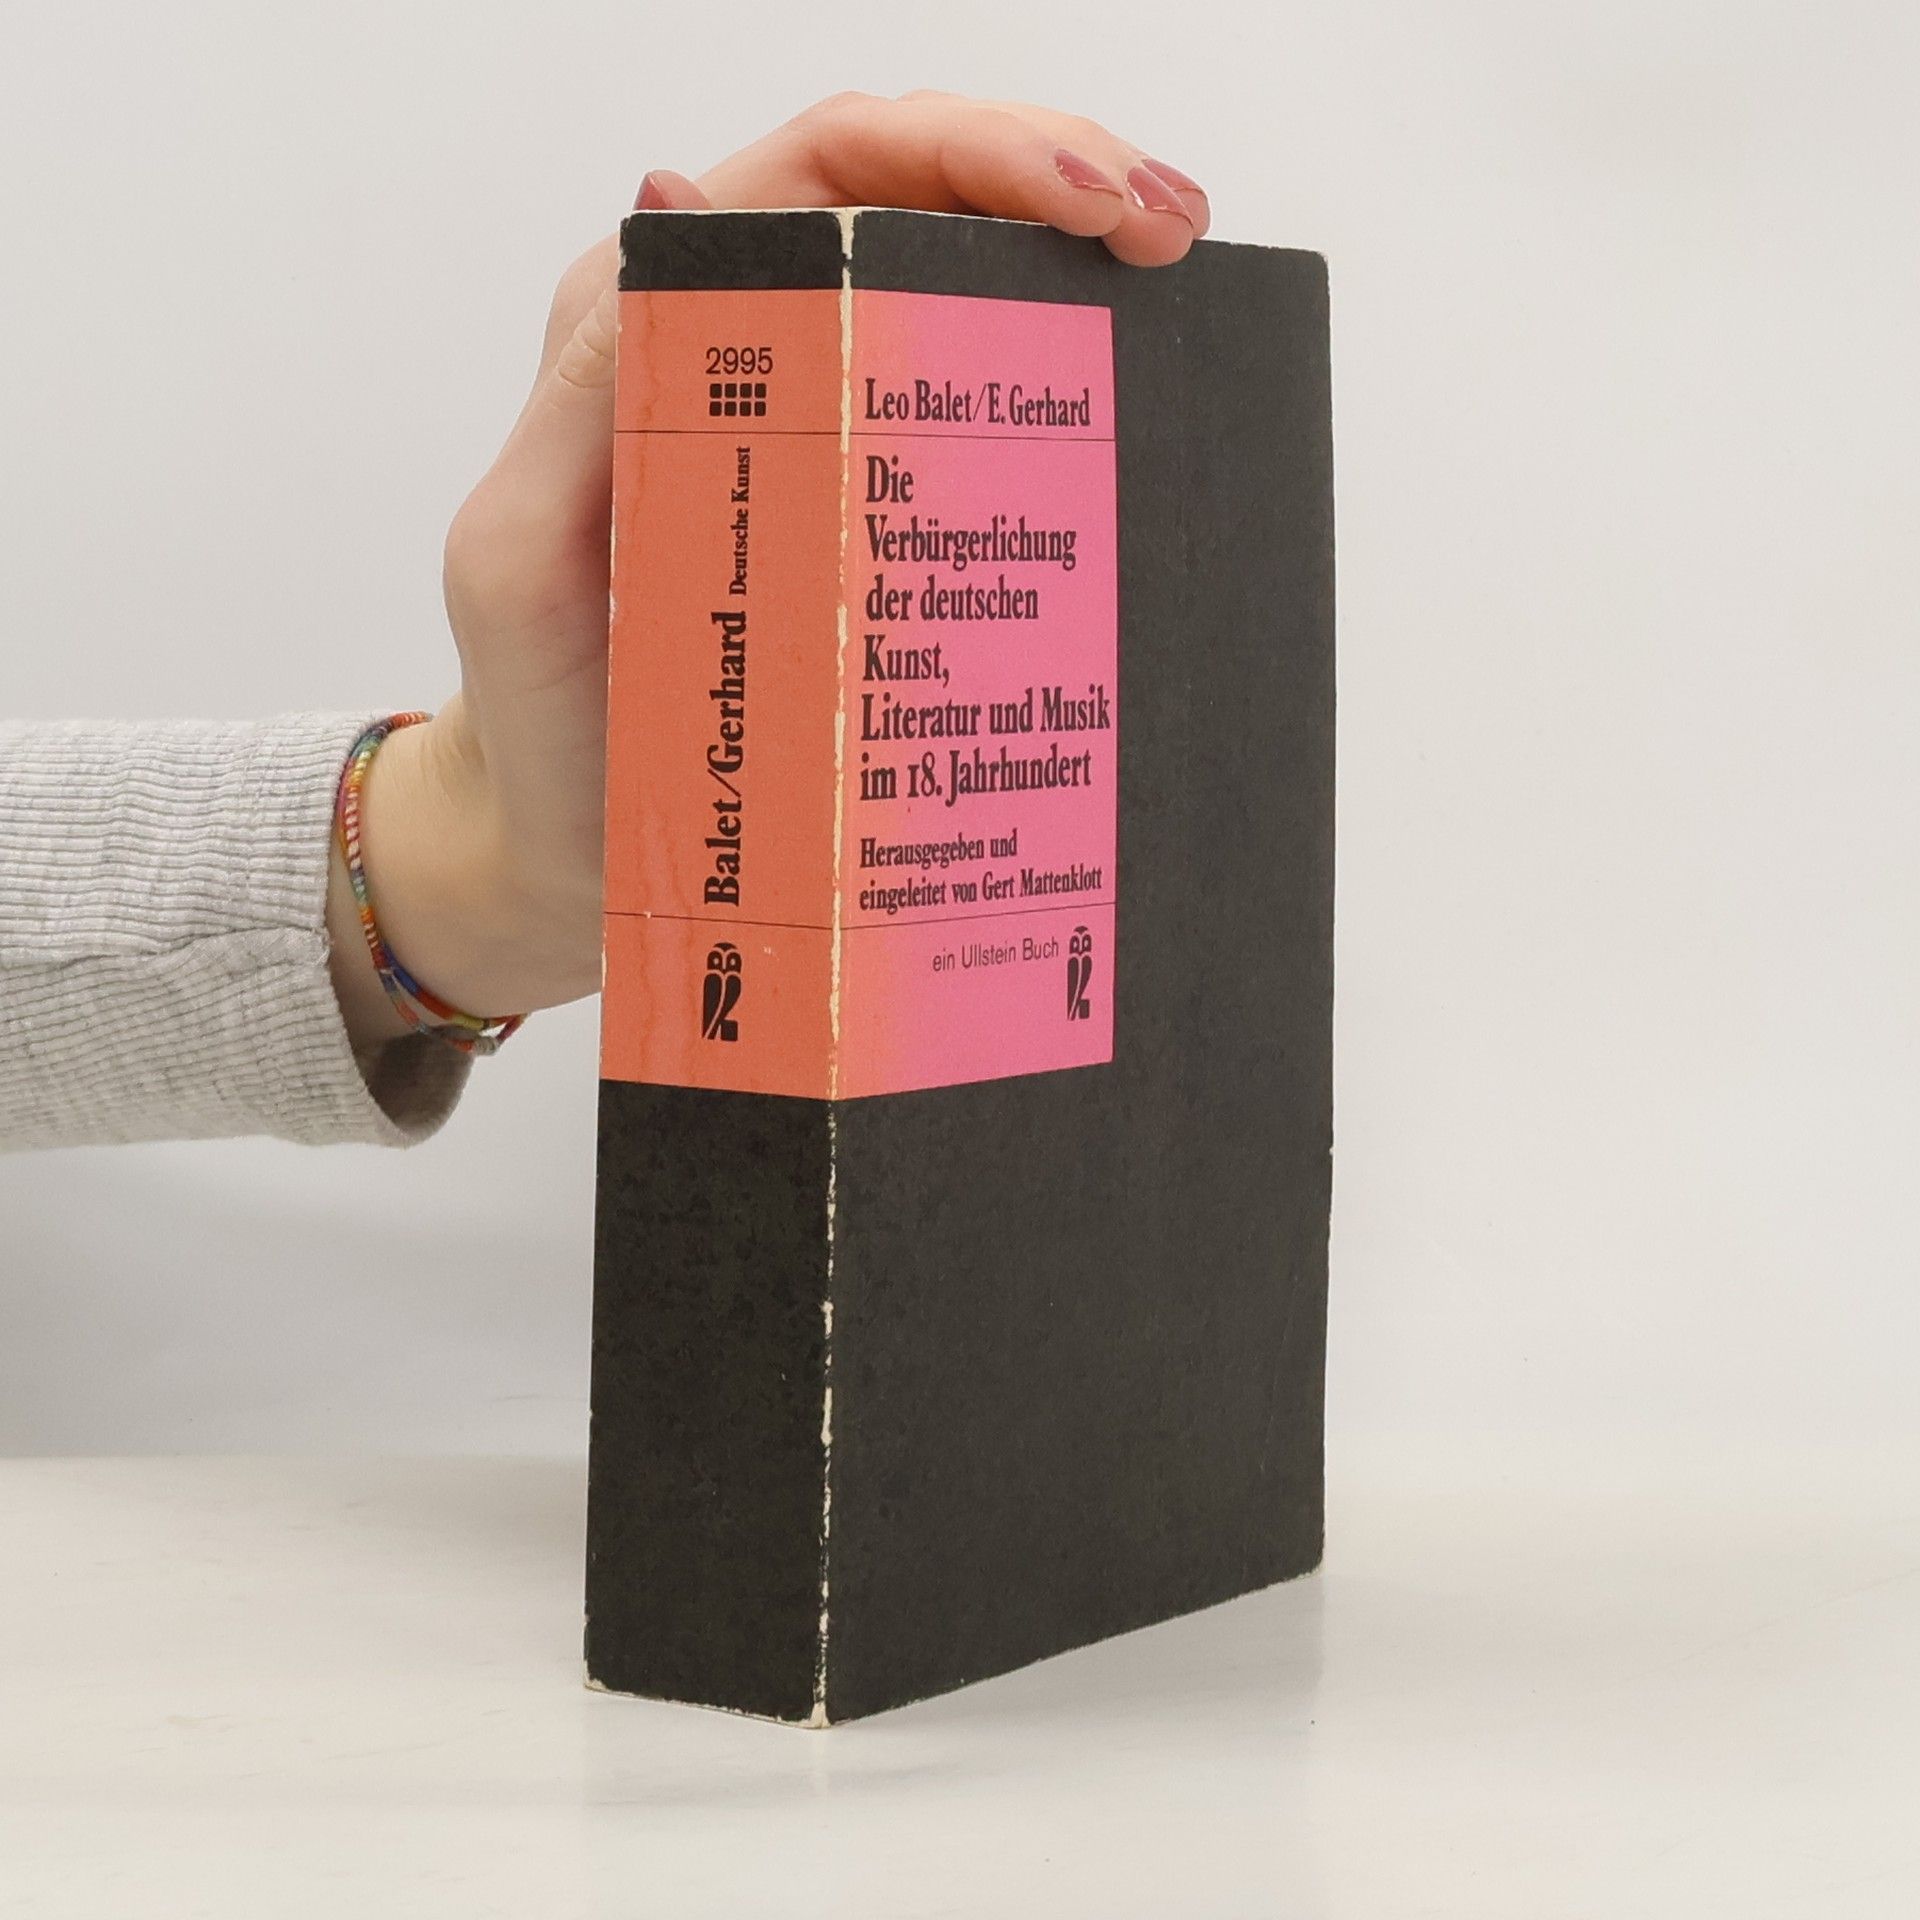 2995
Balet/Gerhard Deutsche Kunst
Leo Balet/E. Gerhard
Die
Verbürgerlichung
der deutschen
Kunst,
Literatur und Musik
im 18. Jahrhundert
Herausgegeben und
eingeleitet von Gert Mattenklott
ein Ullstein Buch